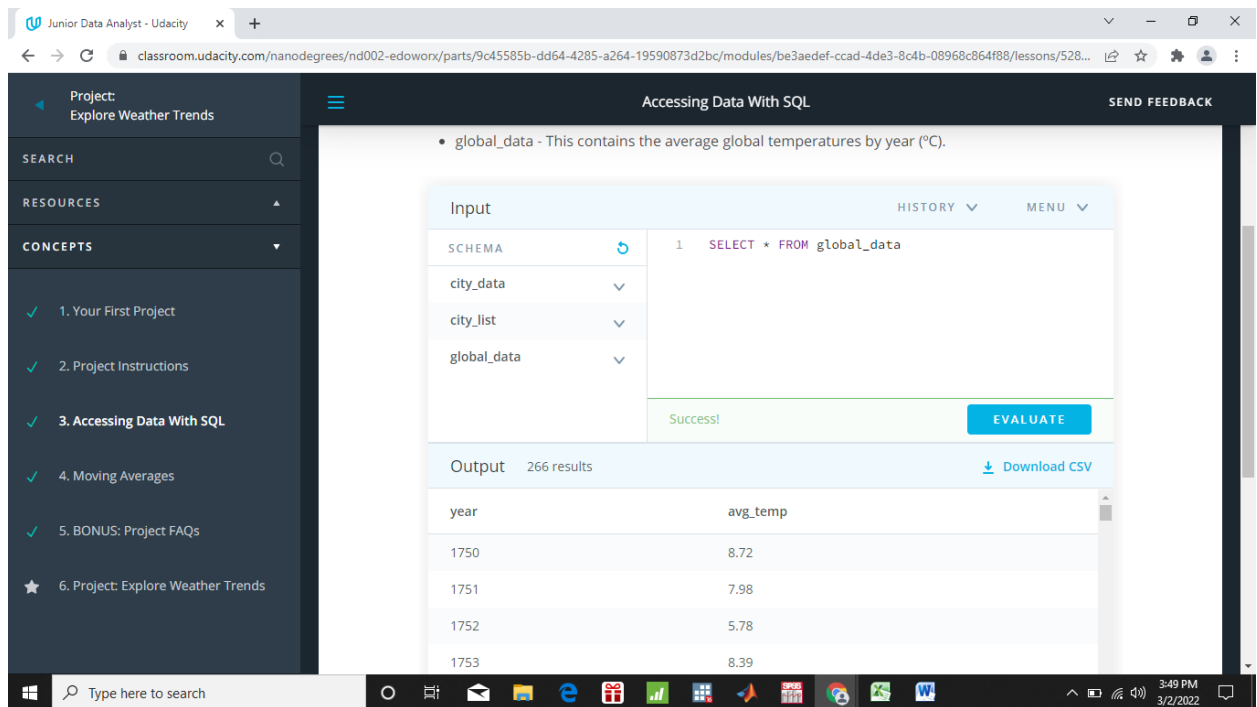 Junior Data Analyst - Udacity
classroom.udacity.com/nanodegrees/nd002-edoworx/parts/9c45585b-dd64-4285-a264-19590873d2bc/modules/be3aedef-ccad-4de3-8c4b-08968c864f88/lessons/528...
Project:
Explore Weather Trends
Accessing Data With SQL
SEND FEEDBACK
SEARCH
RESOURCES
CONCEPTS
1. Your First Project
2. Project Instructions
3. Accessing Data With SQL
4. Moving Averages
5. BONUS: Project FAQs
6. Project: Explore Weather Trends
• global_data - This contains the average global temperatures by year (ºC).
Input
HISTORY
MENU
SCHEMA
city_data
city_list
global_data
1 SELECT * FROM global_data
Success!
EVALUATE
Output 266 results
Download CSV
year avg_temp
1750 8.72
1751 7.98
1752 5.78
1753 8.39
Type here to search
SPSS
3:49 PM
3/2/2022